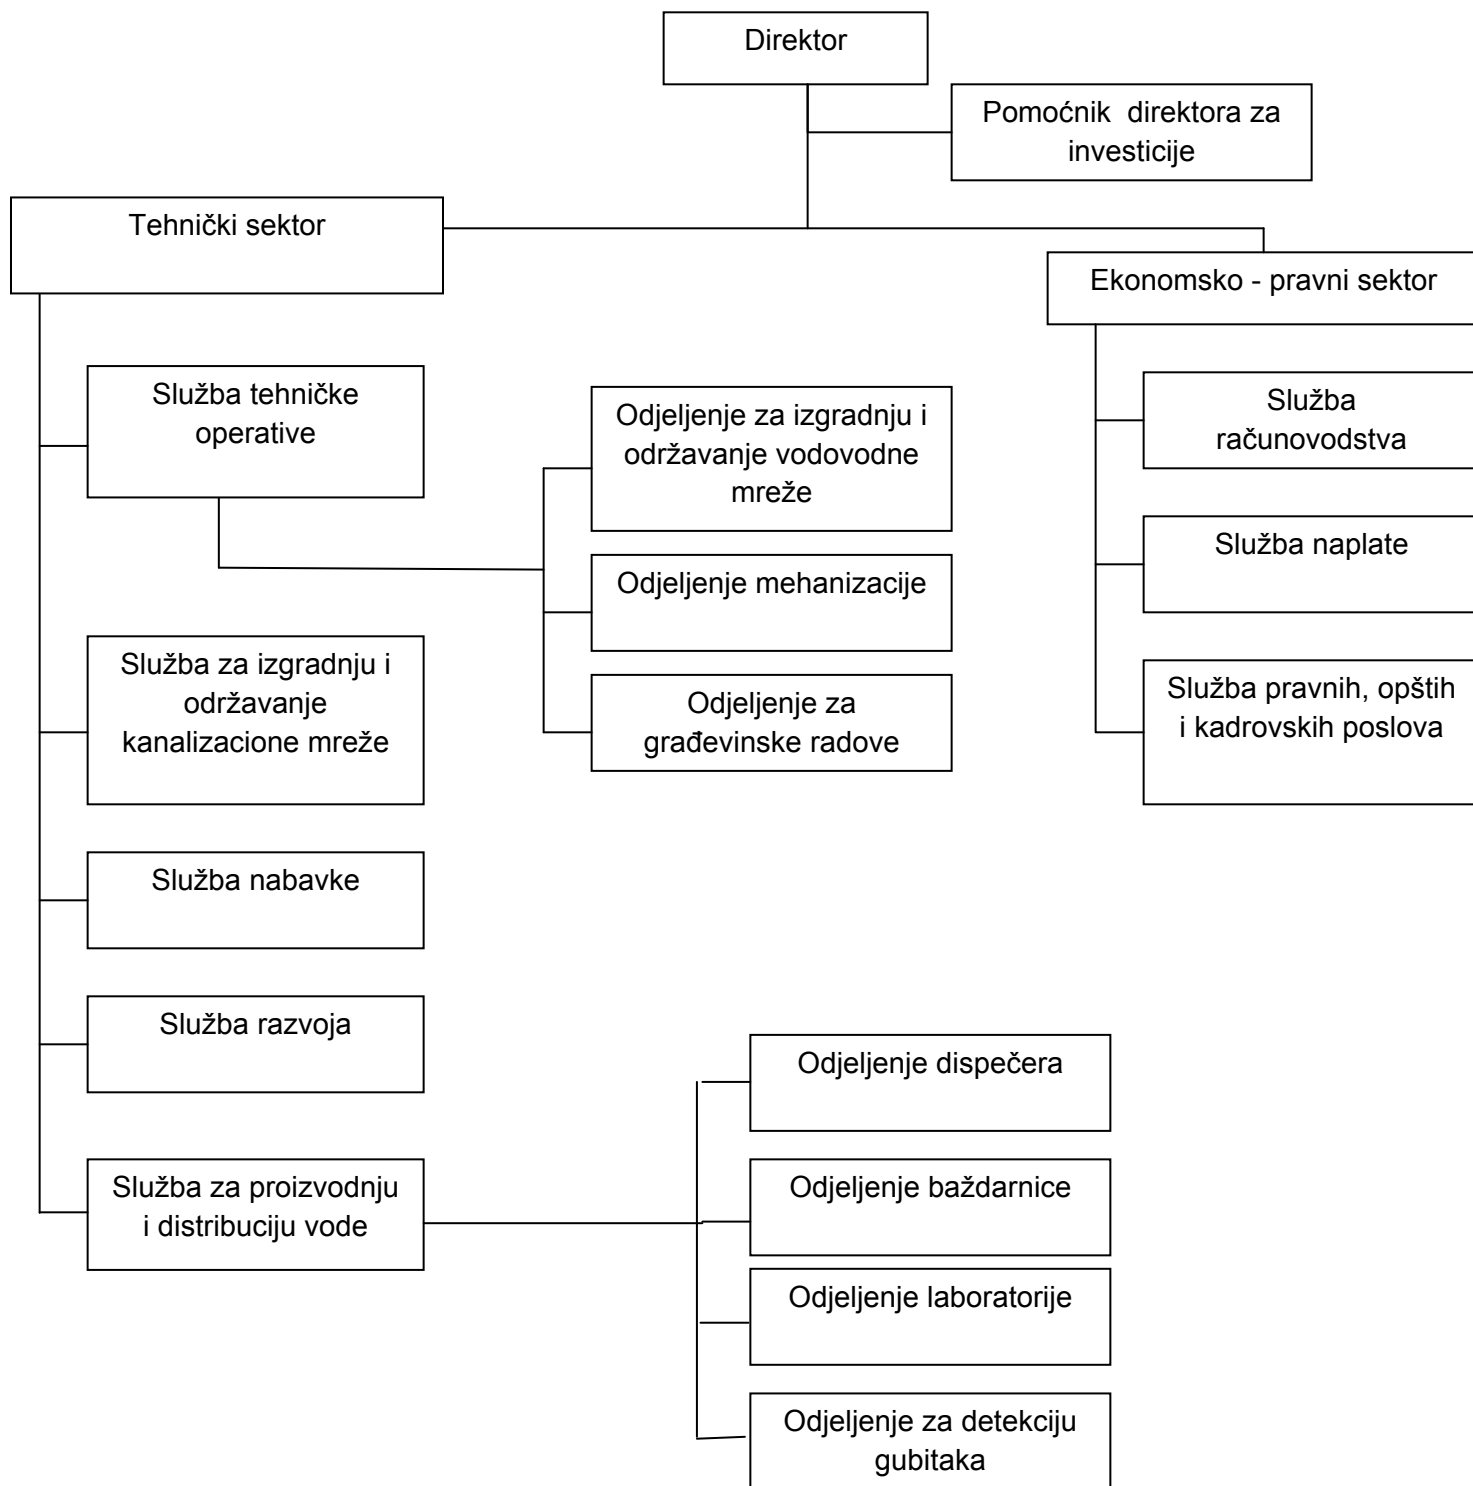 Direktor
Pomoćnik  direktora za
investicije
Tehnički sektor
Ekonomsko - pravni sektor
Služba tehničke
operative
Odjeljenje za izgradnju i
održavanje vodovodne
mreže
Služba
računovodstva
Odjeljenje mehanizacije
Služba naplate
Služba za izgradnju i
održavanje
kanalizacione mreže
Odjeljenje za
građevinske radove
Služba pravnih, opštih
i kadrovskih poslova
Služba nabavke
Služba razvoja
Odjeljenje dispečera
Služba za proizvodnju
i distribuciju vode
Odjeljenje baždarnice
Odjeljenje laboratorije
Odjeljenje za detekciju
gubitaka